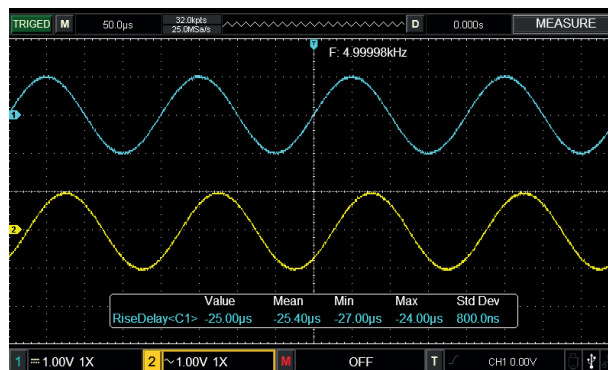 TRIGED M 50.0μs 32.0kpts D 0.000s MEASURE
25.0MSa/s
T
F: 4.99998kHz
1
2
Value Mean Min Max Std Dev
RiseDelay<C1> -25.00μs -25.40μs -27.00μs -24.00μs 800.0ns
1 1.00V 1X 2 1.00V 1X M OFF T CH1 0.00V